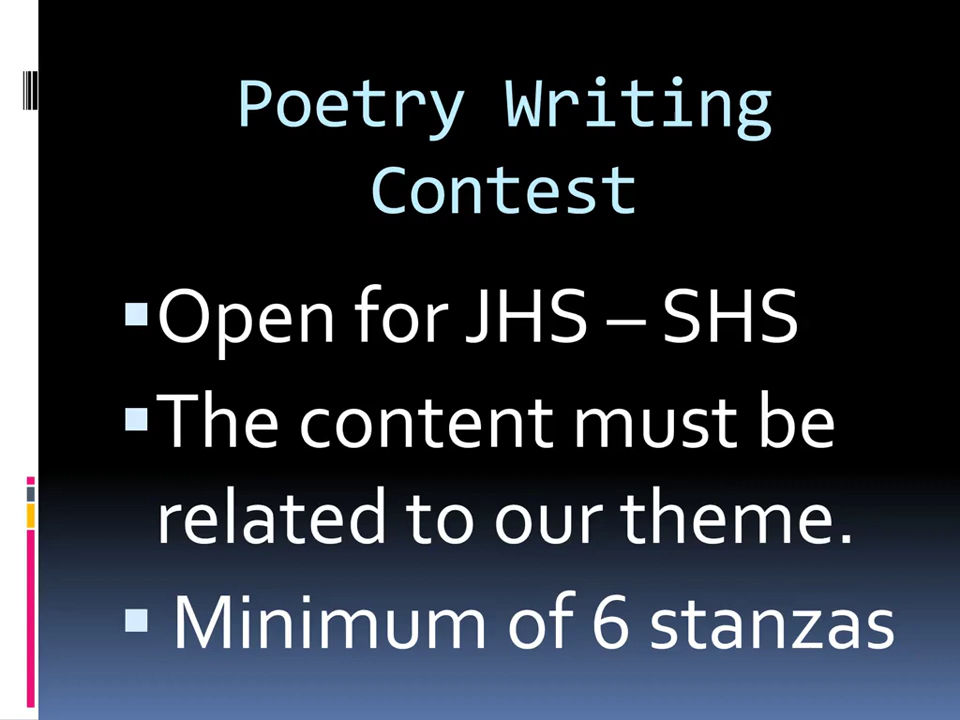 Poetry Writing
Contest
▪Open for JHS – SHS
▪The content must be
related to our theme.
▪ Minimum of 6 stanzas